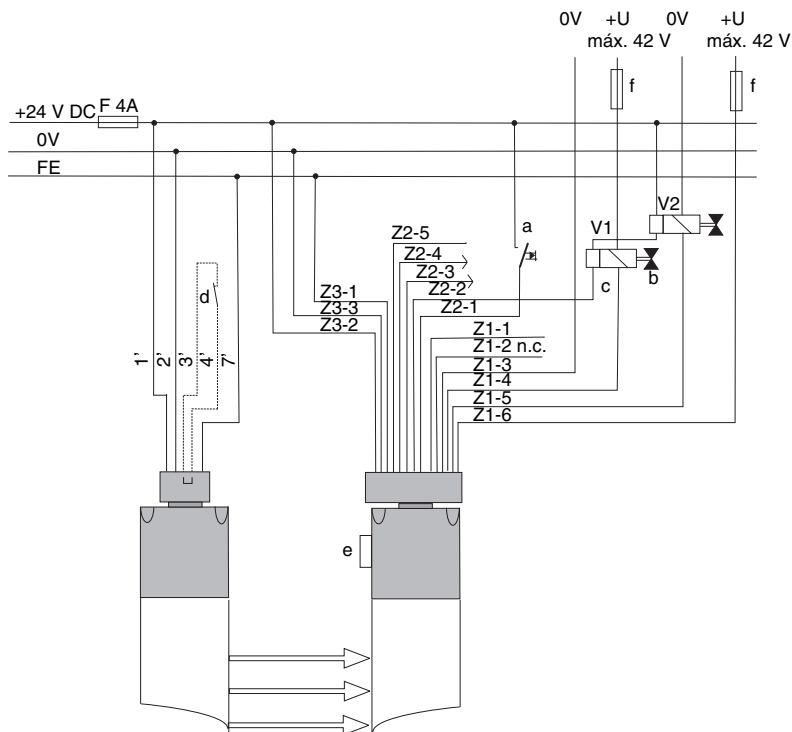 0V +U 0V +U
máx. 42 V máx. 42 V
f f
+24 V DC F 4A
0V
FE
V2
a V1
Z2-5
Z2-4
Z2-3
Z2-2
Z2-1
c b
d
Z3-1
Z3-3
Z3-2
Z1-1
Z1-2 n.c.
Z1-3
Z1-4
Z1-5
Z1-6
1' 2' 3' 4' 7'
e